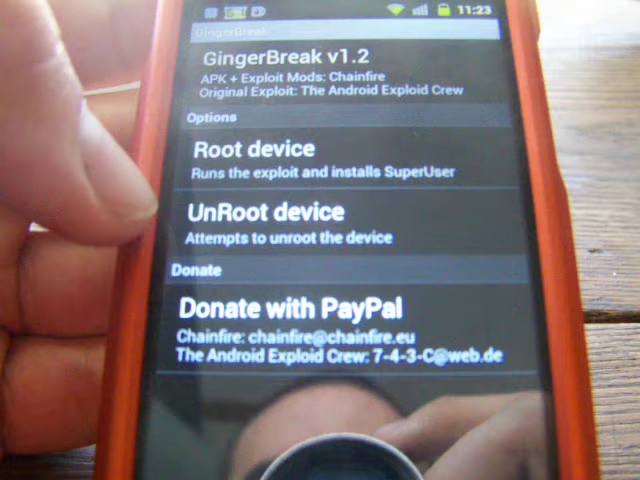 11:23
GingerBreak
GingerBreak v1.2
APK + Exploit Mods: Chainfire
Original Exploit: The Android Exploid Crew
Options
Root device
Runs the exploit and installs SuperUser
UnRoot device
Attempts to unroot the device
Donate
Donate with PayPal
Chainfire: chainfire@chainfire.eu
The Android Exploid Crew: 7-4-3-C@web.de